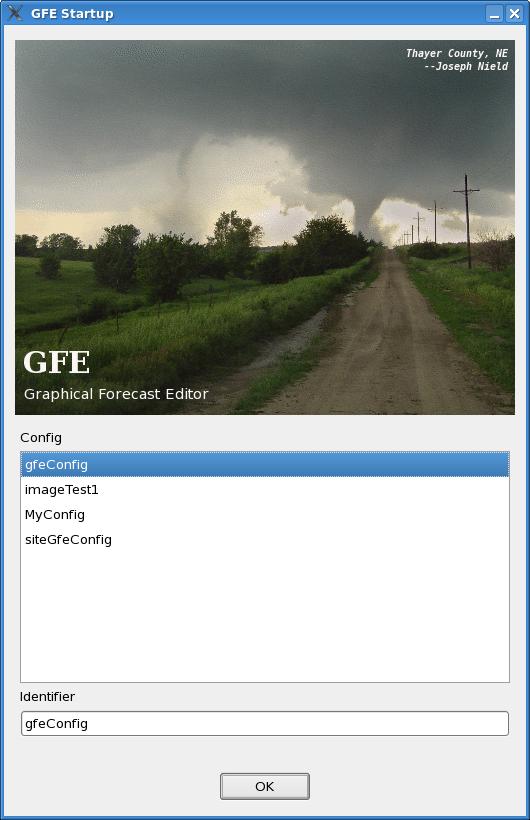 GFE Startup
Thayer County, NE
--Joseph Nield
GFE
Graphical Forecast Editor
Config
gfeConfig
imageTest1
MyConfig
siteGfeConfig
Identifier
gfeConfig
OK